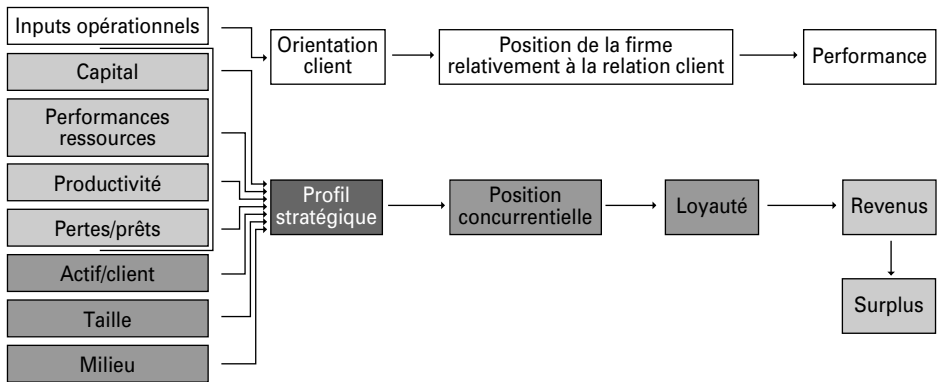 Inputs opérationnels
Orientation
client
Position de la firme
relativement à la relation client
Performance
Capital
Performances
ressources
Productivité
Pertes/prêts
Actif/client
Taille
Milieu
Profil
stratégique
Position
concurrentielle
Loyauté
Revenus
Surplus